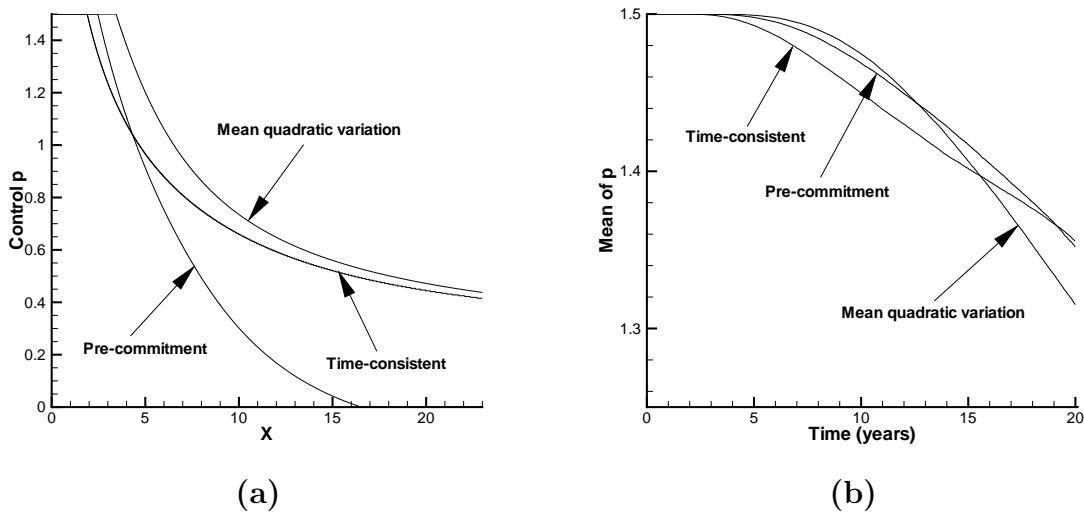 1.4
1.2
1
0.8
0.6
0.4
0.2
0
Control p
Mean quadratic variation
Pre-commitment
Time-consistent
0 5 10 15 20
X
(a)
1.5
1.4
1.3
Mean of p
Time-consistent
Pre-commitment
Mean quadratic variation
0 5 10 15 20
Time (years)
(b)